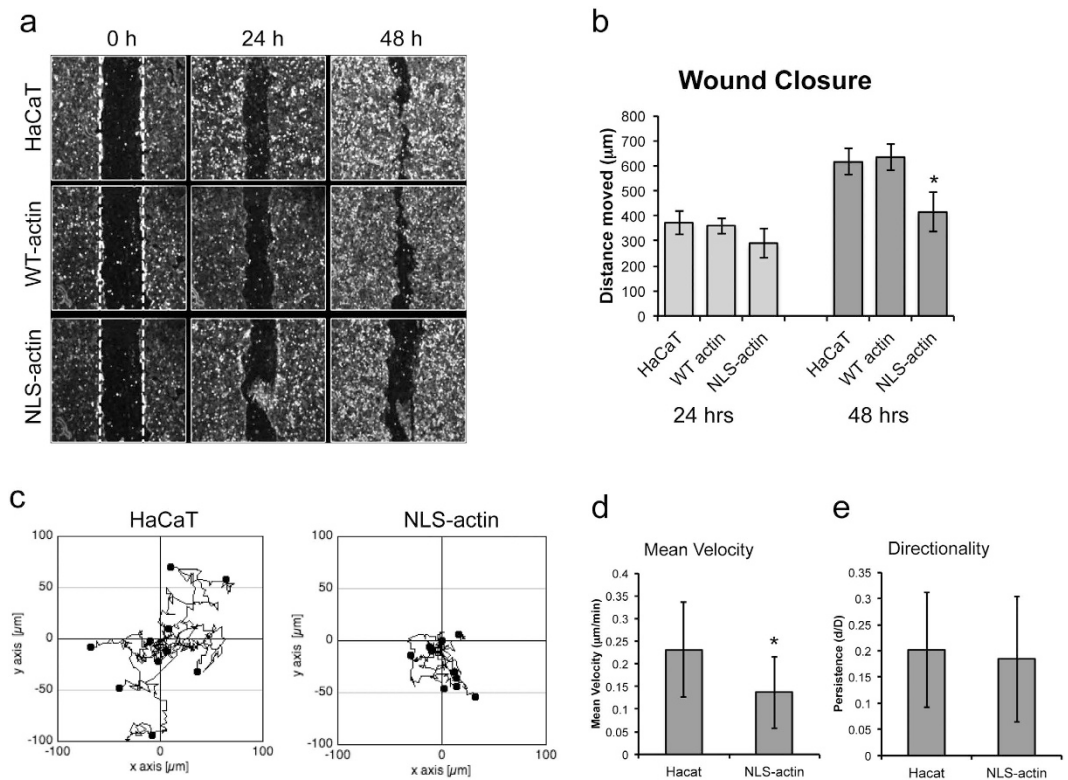 a
0 h 24 h 48 h
HaCaT
WT-actin
NLS-actin
b
Wound Closure
Distance moved (µm)
800
700
600
500
400
300
200
100
0
*
HaCaT WT actin NLS-actin HaCaT WT actin NLS-actin
24 hrs 48 hrs
c
HaCaT
y axis [µm]
100
50
0
-50
-100
-100 0 100
x axis [µm]
NLS-actin
y axis [µm]
100
50
0
-50
-100
-100 0 100
x axis [µm]
d
Mean Velocity
Mean Velocity (µm/min)
0.4
0.35
0.3
0.25
0.2
0.15
0.1
0.05
0
*
Hacat NLS-actin
e
Directionality
Persistence (d/D)
0.35
0.3
0.25
0.2
0.15
0.1
0.05
0
Hacat NLS-actin